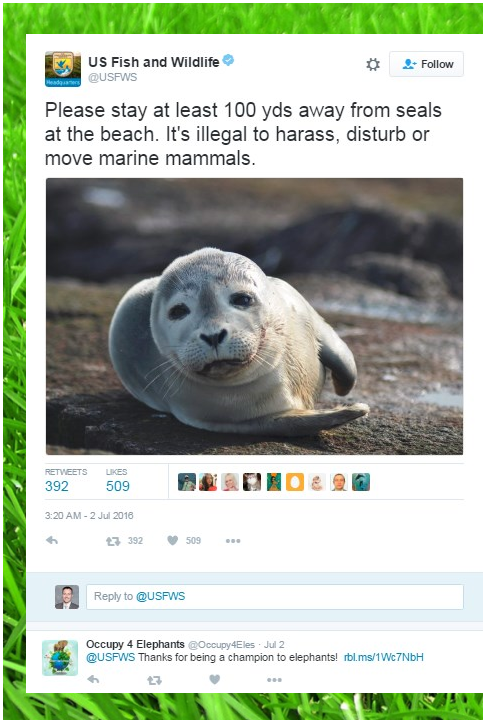 US Fish and Wildlife
Follow
@USFWS
Headquarters
Please stay at least 100 yds away from seals
at the beach. It's illegal to harass, disturb or
move marine mammals.
RETWEETS LIKES
392 509
3:20 AM - 2 Jul 2016
392 509
Reply to @USFWS
Occupy 4 Elephants @Occupy4Eles · Jul 2
@USFWS Thanks for being a champion to elephants! rbl.ms/1Wc7NbH